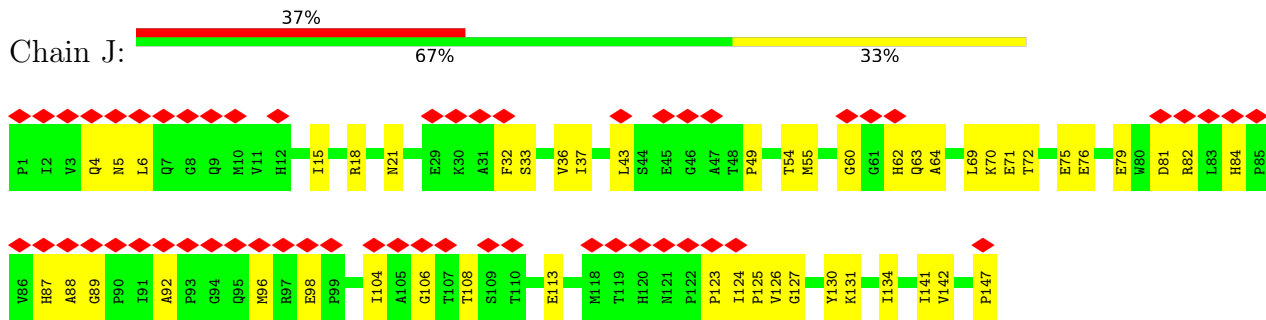 37%
Chain J:
67% 33%
P1 I2 V3 Q4 N5 L6 Q7 G8 Q9 M10 V11 H12 I15 R18 N21 E29 K30 A31 F32 S33 V36 I37 L43 S44 E45 G46 A47 T48 P49 T54 M55 G60 G61 H62 Q63 A64 L69 K70 E71 T72 E75 E76 E79 W80 D81 R82 L83 H84 P85
V86 H87 A88 G89 P90 I91 A92 P93 G94 Q95 M96 R97 E98 P99 I104 A105 G106 T107 T108 S109 T110 E113 M118 T119 H120 N121 P122 P123 I124 P125 V126 G127 Y130 K131 I134 I141 V142 P147